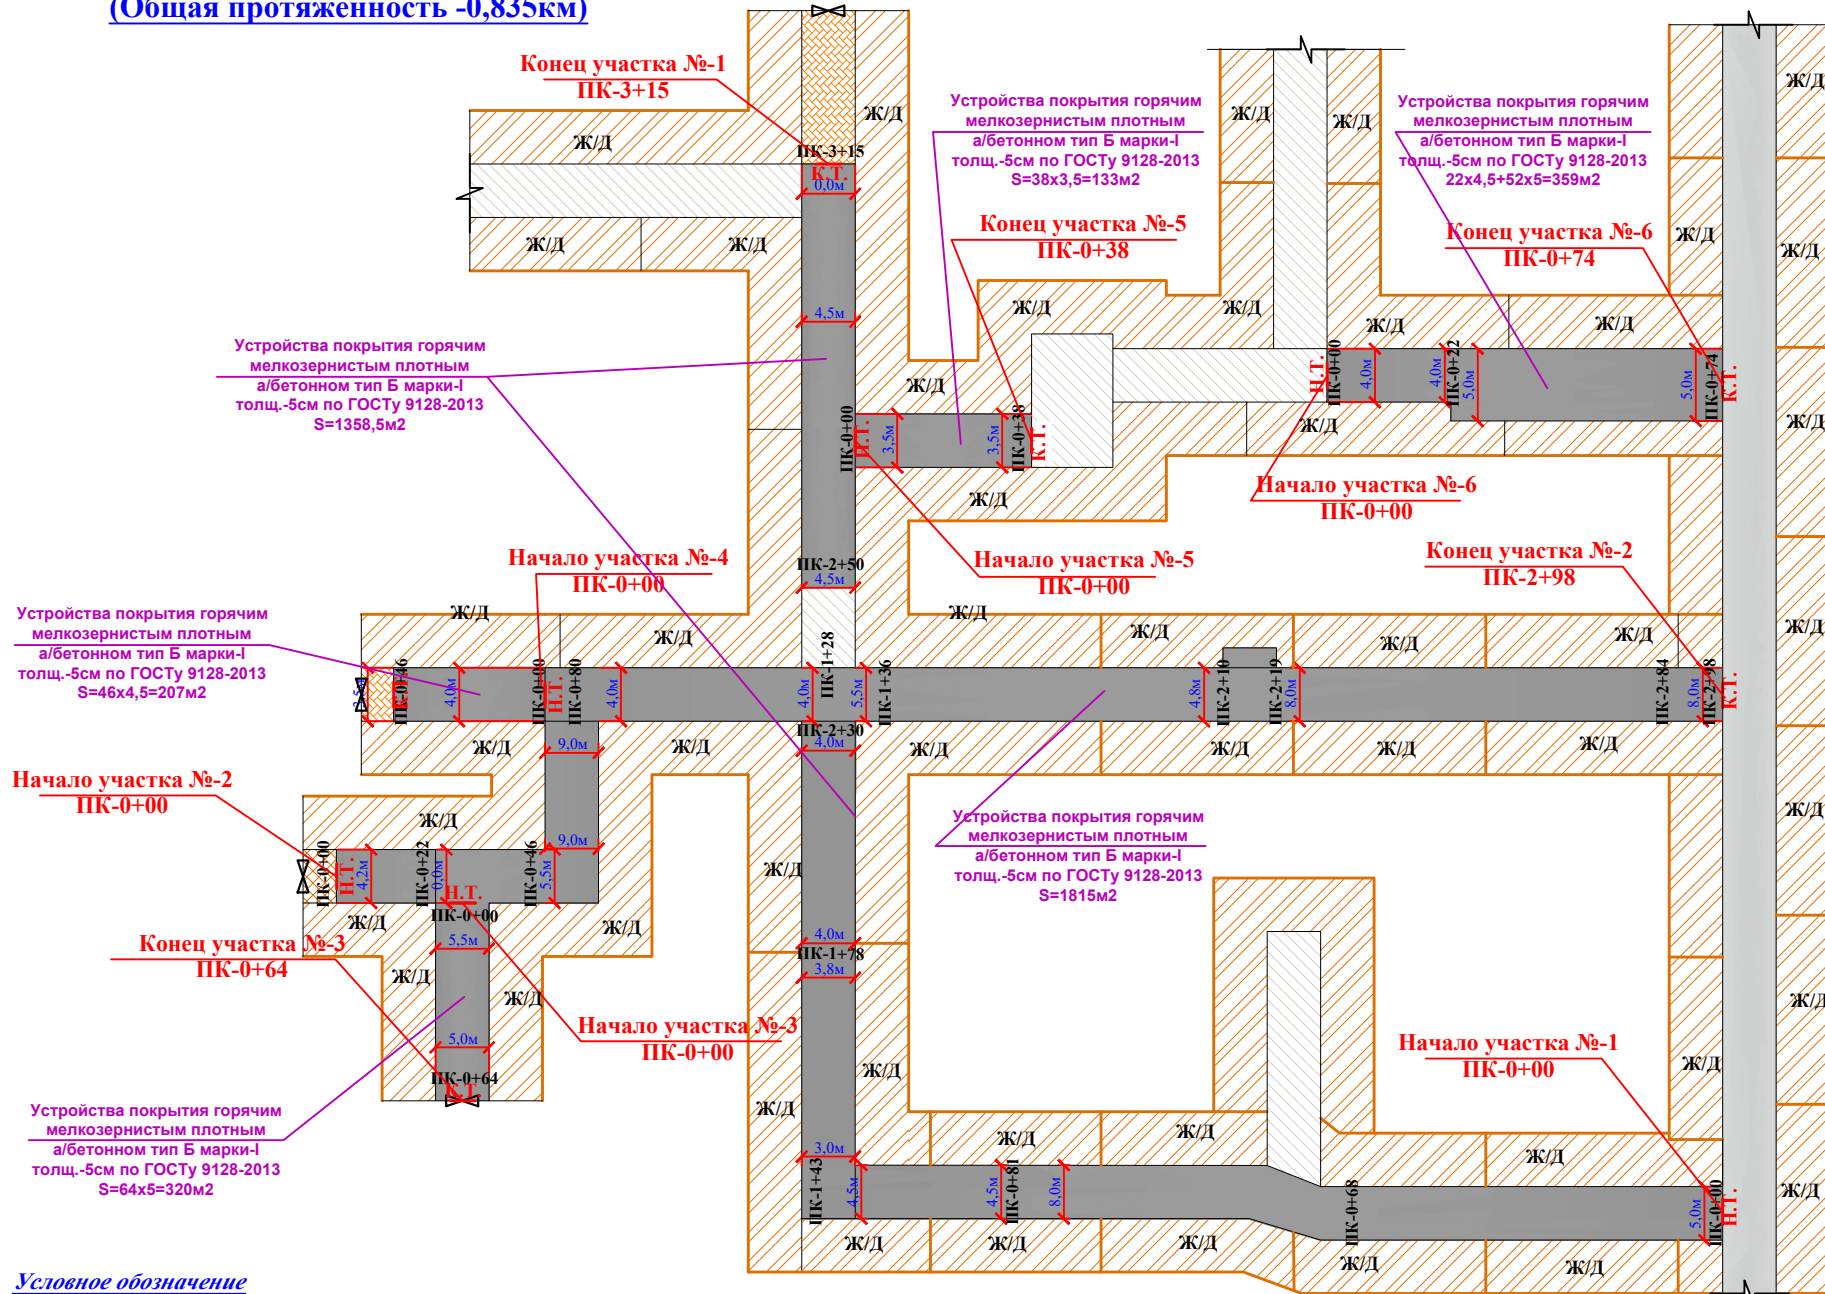 (Общая протяженность -0,835км)
Конец участка №-1
ПК-3+15
Ж/Д
Ж/Д
Ж/Д
Ж/Д
Ж/Д
Устройства покрытия горячим
мелкозернистым плотным
а/бетонном тип Б марки-I
толщ.-5см по ГОСТу 9128-2013
S=38х3,5=133м2
Устройства покрытия горячим
мелкозернистым плотным
а/бетонном тип Б марки-I
толщ.-5см по ГОСТу 9128-2013
22х4,5+52х5=359м2
ПК-3+15
К.Т.
0,0м
Конец участка №-5
ПК-0+38
Конец участка №-6
ПК-0+74
Ж/Д
Ж/Д
Ж/Д
Ж/Д
Ж/Д
Ж/Д
Ж/Д
Ж/Д
4,5м
Устройства покрытия горячим
мелкозернистым плотным
а/бетонном тип Б марки-I
толщ.-5см по ГОСТу 9128-2013
S=1358,5м2
Ж/Д
Н.Т.
ПК-0+00
4,0м
4,0м
ПК-0+22
5,0м
5,0м
ПК-0+74
К.Т.
Ж/Д
Ж/Д
ПК-0+00
Н.Т.
3,5м
3,5м
ПК-0+38
К.Т.
Ж/Д
Начало участка №-6
ПК-0+00
Начало участка №-4
ПК-0+00
ПК-2+50
4,5м
Начало участка №-5
ПК-0+00
Конец участка №-2
ПК-2+98
Устройства покрытия горячим
мелкозернистым плотным
а/бетонном тип Б марки-I
толщ.-5см по ГОСТу 9128-2013
S=46х4,5=207м2
Ж/Д
Ж/Д
Ж/Д
Ж/Д
Ж/Д
Ж/Д
ПК-0+46
4,0м
ПК-0+00
Н.Т.
ПК-0+80
4,0м
4,0м
ПК-1+28
5,5м
ПК-1+36
4,8м
ПК-2+10
ПК-2+19
8,0м
ПК-2+84
8,0м
ПК-2+98
К.Т.
ПК-2+30
4,0м
9,0м
Ж/Д
Ж/Д
Ж/Д
Ж/Д
Ж/Д
Ж/Д
Начало участка №-2
ПК-0+00
Ж/Д
Ж/Д
9,0м
Устройства покрытия горячим
мелкозернистым плотным
а/бетонном тип Б марки-I
толщ.-5см по ГОСТу 9128-2013
S=1815м2
ПК-0+00
Н.Т.
4,2м
ПК-0+22
0,0м
ПК-0+46
5,5м
Н.Т.
ПК-0+00
Ж/Д
Ж/Д
Ж/Д
Конец участка №-3
ПК-0+64
5,5м
4,0м
ПК-1+78
3,8м
Ж/Д
Ж/Д
Ж/Д
Начало участка №-3
ПК-0+00
Начало участка №-1
ПК-0+00
5,0м
ПК-0+64
К.Т.
Ж/Д
Ж/Д
Ж/Д
Устройства покрытия горячим
мелкозернистым плотным
а/бетонном тип Б марки-I
толщ.-5см по ГОСТу 9128-2013
S=64х5=320м2
Ж/Д
Ж/Д
Ж/Д
Ж/Д
3,0м
ПК-1+43
4,5м
4,5м
ПК-0+81
8,0м
ПК-0+68
5,0м
ПК-0+00
Н.Т.
Ж/Д
Ж/Д
Ж/Д
Ж/Д
Ж/Д
Ж/Д
Условное обозначение